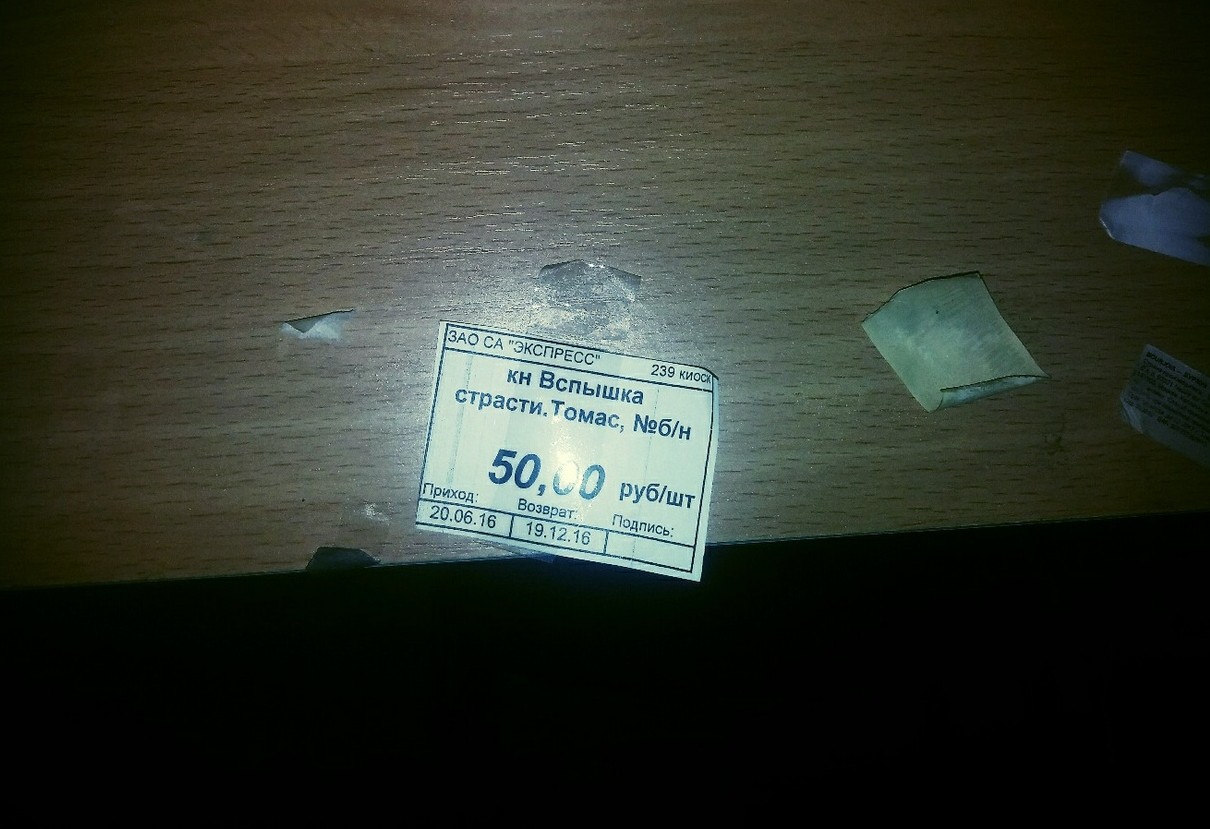 ЗАО СА "ЭКСПРЕСС"
239 киоск
кн Вспышка
страсти.Томас, №б/н
50,00 руб/шт
Приход: Возврат: Подпись:
20.06.16 19.12.16